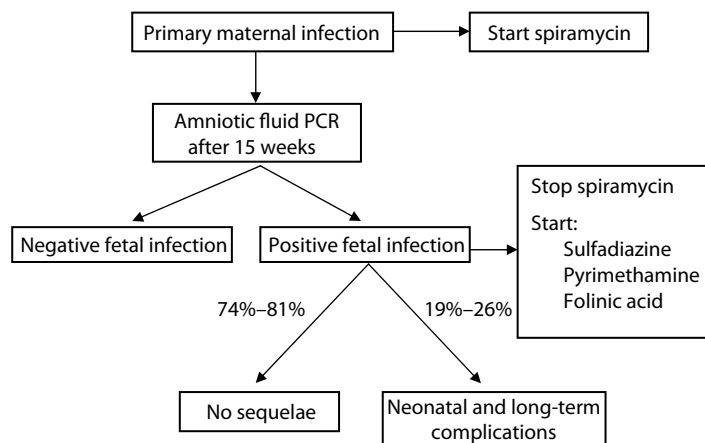 Primary maternal infection
Start spiramycin
Amniotic fluid PCR
after 15 weeks
Negative fetal infection
Positive fetal infection
Stop spiramycin
Start:
Sulfadiazine
Pyrimethamine
Folinic acid
74%–81%
19%–26%
No sequelae
Neonatal and long-term
complications